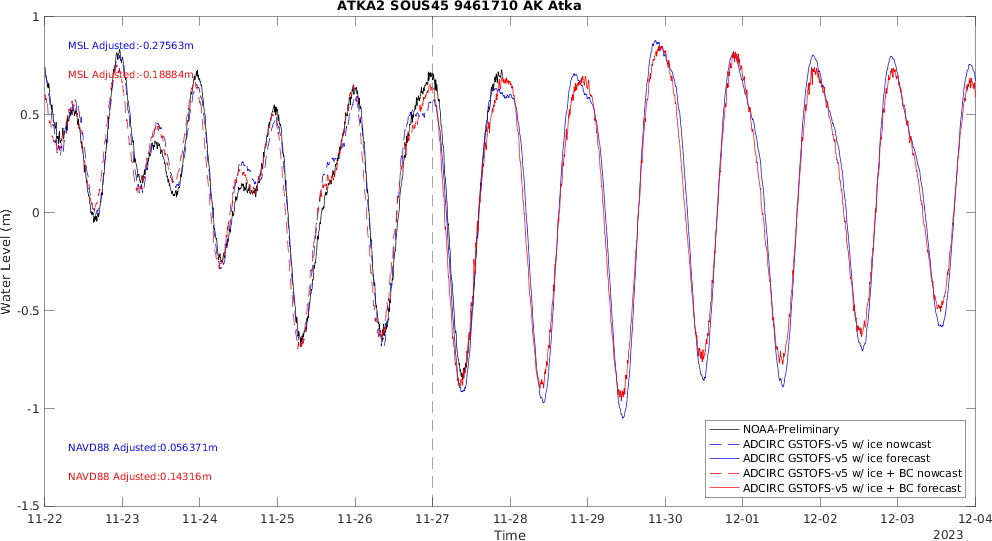 ATKA2 SOUS45 9461710 AK Atka
MSL Adjusted:-0.27563m
MSL Adjusted:-0.18884m
NAVD88 Adjusted:0.056371m
NAVD88 Adjusted:0.14316m
Water Level (m)
1
0.5
0
-0.5
-1
-1.5
NOAA-Preliminary
ADCIRC GSTOFS-v5 w/ ice nowcast
ADCIRC GSTOFS-v5 w/ ice forecast
ADCIRC GSTOFS-v5 w/ ice + BC nowcast
ADCIRC GSTOFS-v5 w/ ice + BC forecast
11-22 11-23 11-24 11-25 11-26 11-27 11-28 11-29 11-30 12-01 12-02 12-03 12-04
Time
2023